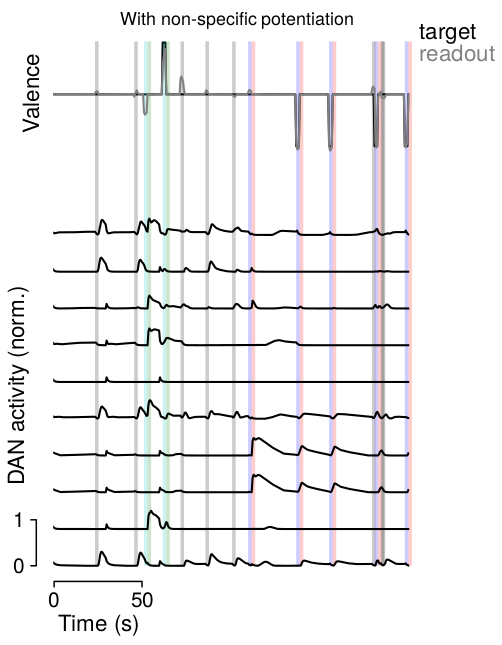 With non-specific potentiation
target
readout
Valence
DAN activity (norm.)
1
0
0 50
Time (s)